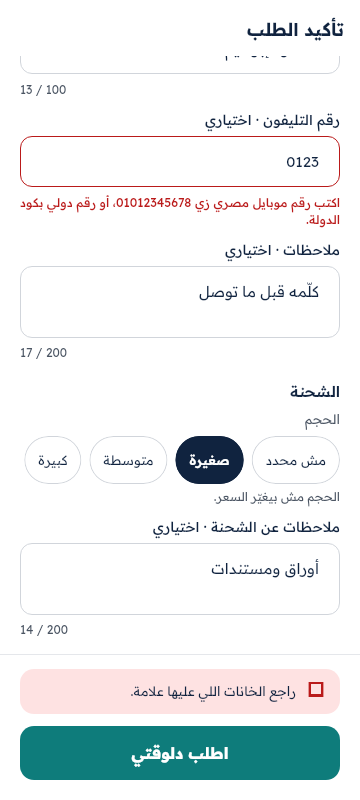 تأكيد الطلب
13 / 100
رقم التليفون · اختياري
0123
اكتب رقم موبايل مصري زي 01012345678، أو رقم دولي بكود
الدولة.
ملاحظات · اختياري
كلّمه قبل ما توصل
17 / 200
الشحنة
الحجم
مش محدد
صغيرة
متوسطة
كبيرة
الحجم مش بيغيّر السعر.
ملاحظات عن الشحنة · اختياري
أوراق ومستندات
14 / 200
راجع الخانات اللي عليها علامة.
اطلب دلوقتي